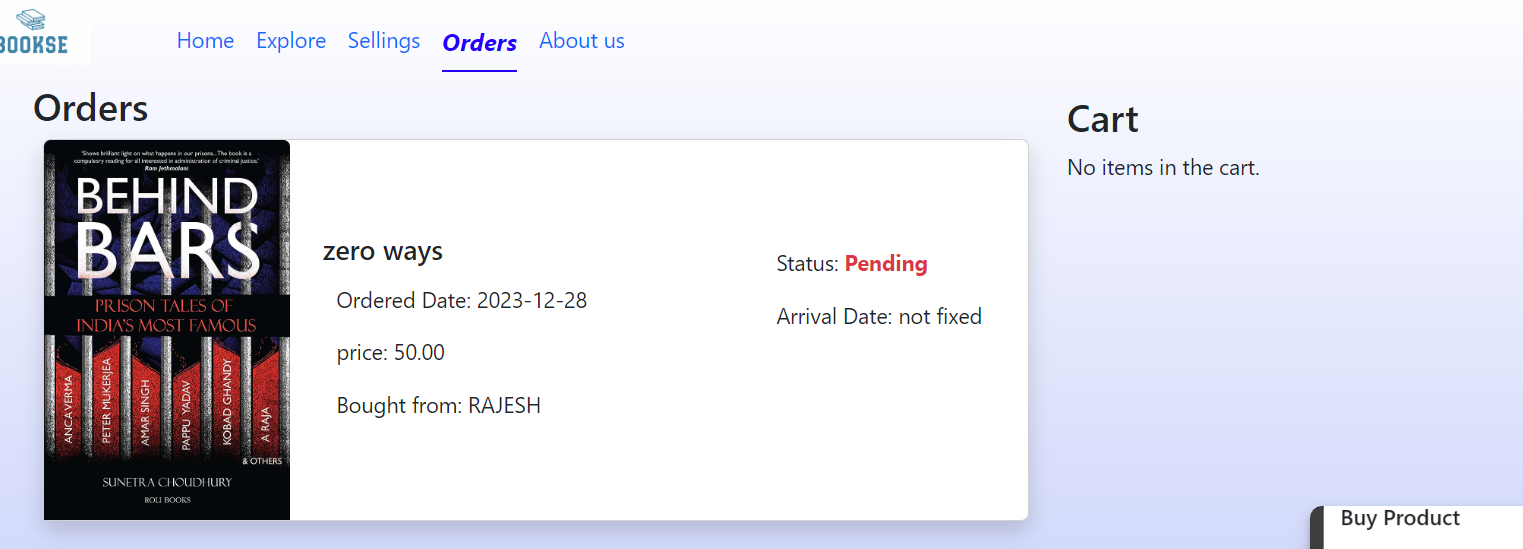 BOOKSE
Home Explore Sellings Orders About us
Orders
'Shows brilliant light on what happens in our prisons...The book is a
compulsory reading for all interested in administration of criminal justice.'
Ram Jethmalani
BEHIND
BARS
PRISON TALES OF
INDIA'S MOST FAMOUS
ANCA VERMA
PETER MUKERJEA
AMAR SINGH
PAPPU YADAV
KOBAD GHANDY
A RAJA
& OTHERS
SUNETRA CHOUDHURY
ROLI BOOKS
zero ways
Ordered Date: 2023-12-28
price: 50.00
Bought from: RAJESH
Status: Pending
Arrival Date: not fixed
Cart
No items in the cart.
Buy Product